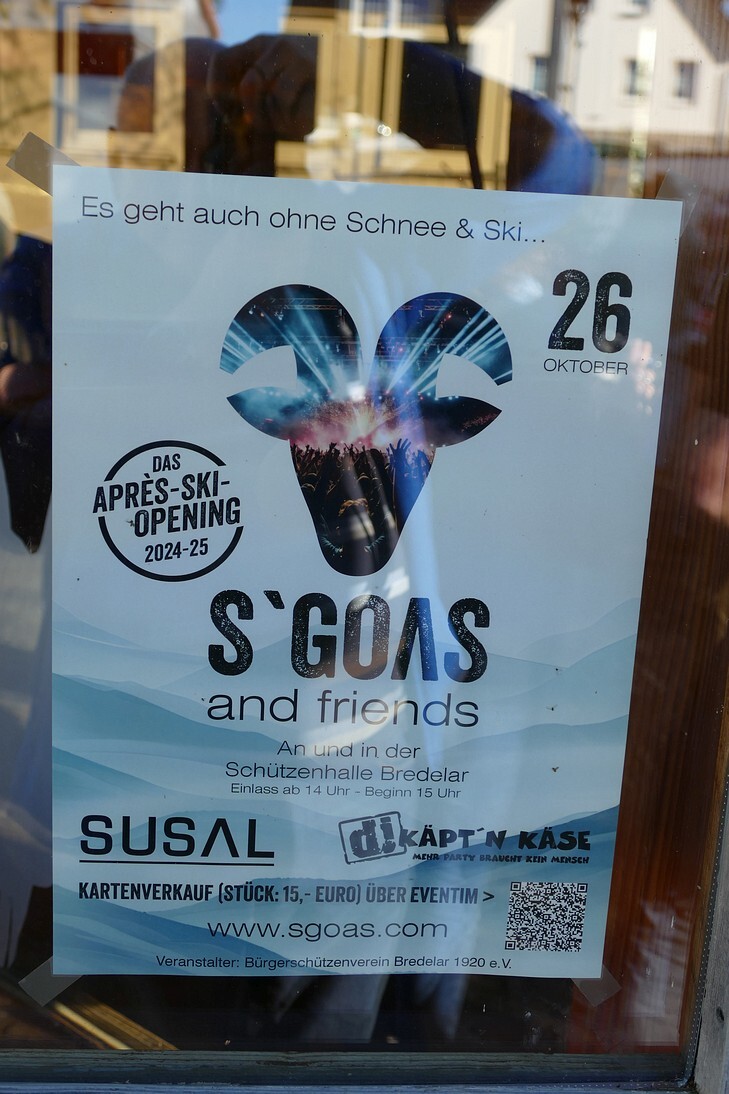 Es geht auch ohne Schnee & Ski...
26
OKTOBER
DAS
APRÈS-SKI-
OPENING
2024-25
S`GOAS
and friends
An und in der
Schützenhalle Bredelar
Einlass ab 14 Uhr - Beginn 15 Uhr
SUSAL
dj KÄPT´N KÄSE
MEHR PARTY BRAUCHT KEIN MENSCH
KARTENVERKAUF (STÜCK: 15,- EURO) ÜBER EVENTIM >
www.sgoas.com
Veranstalter: Bürgerschützenverein Bredelar 1920 e.V.